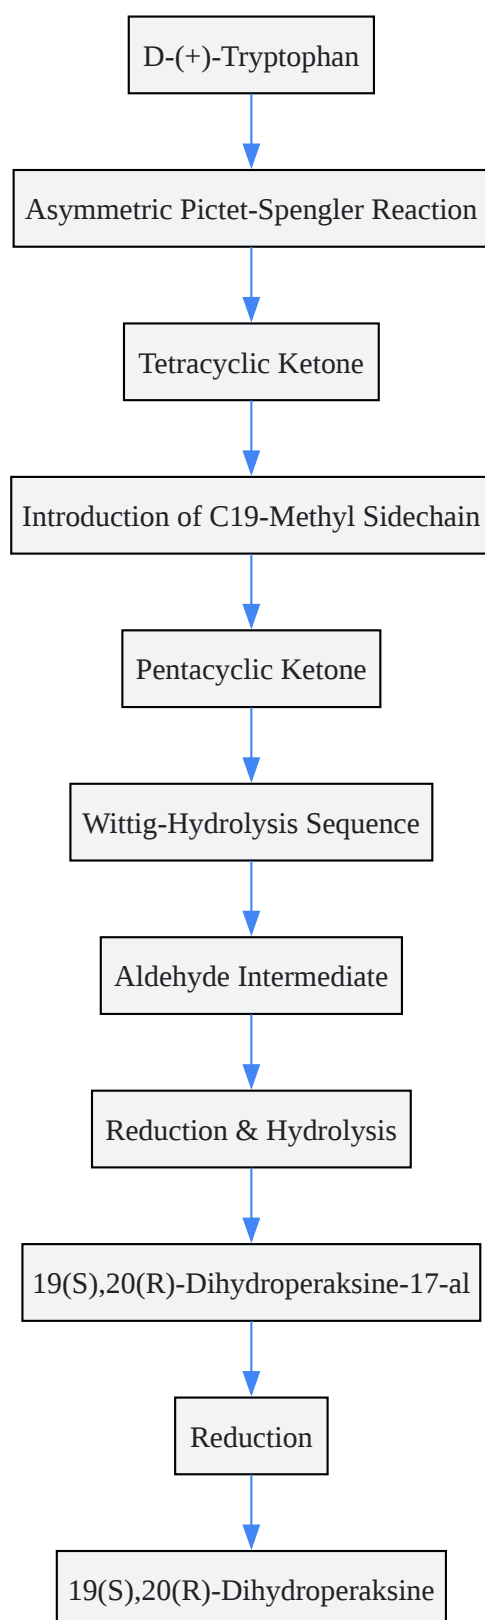 D-(+)-Tryptophan
Asymmetric Pictet-Spengler Reaction
Tetracyclic Ketone
Introduction of C19-Methyl Sidechain
Pentacyclic Ketone
Wittig-Hydrolysis Sequence
Aldehyde Intermediate
Reduction & Hydrolysis
19(S),20(R)-Dihydroperaksine-17-al
Reduction
19(S),20(R)-Dihydroperaksine